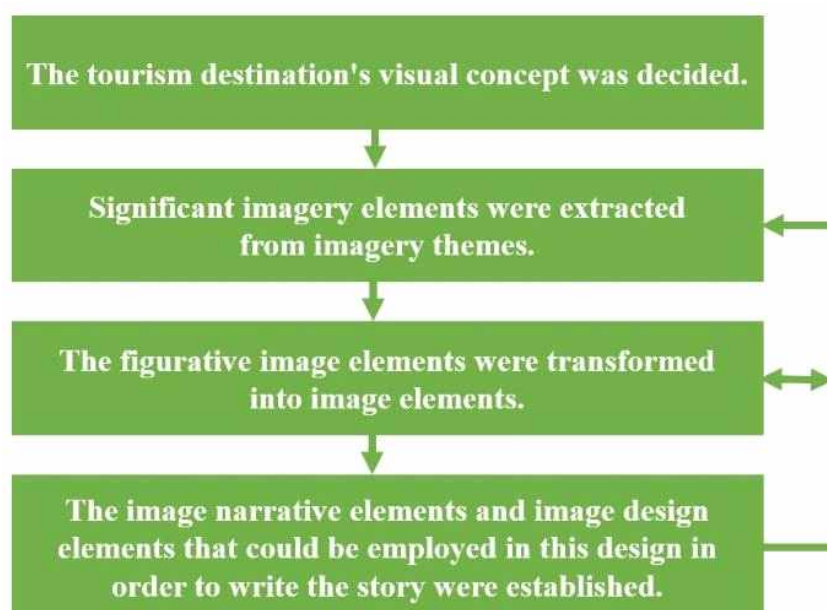 The tourism destination's visual concept was decided.
Significant imagery elements were extracted
from imagery themes.
The figurative image elements were transformed
into image elements.
The image narrative elements and image design
elements that could be employed in this design in
order to write the story were established.